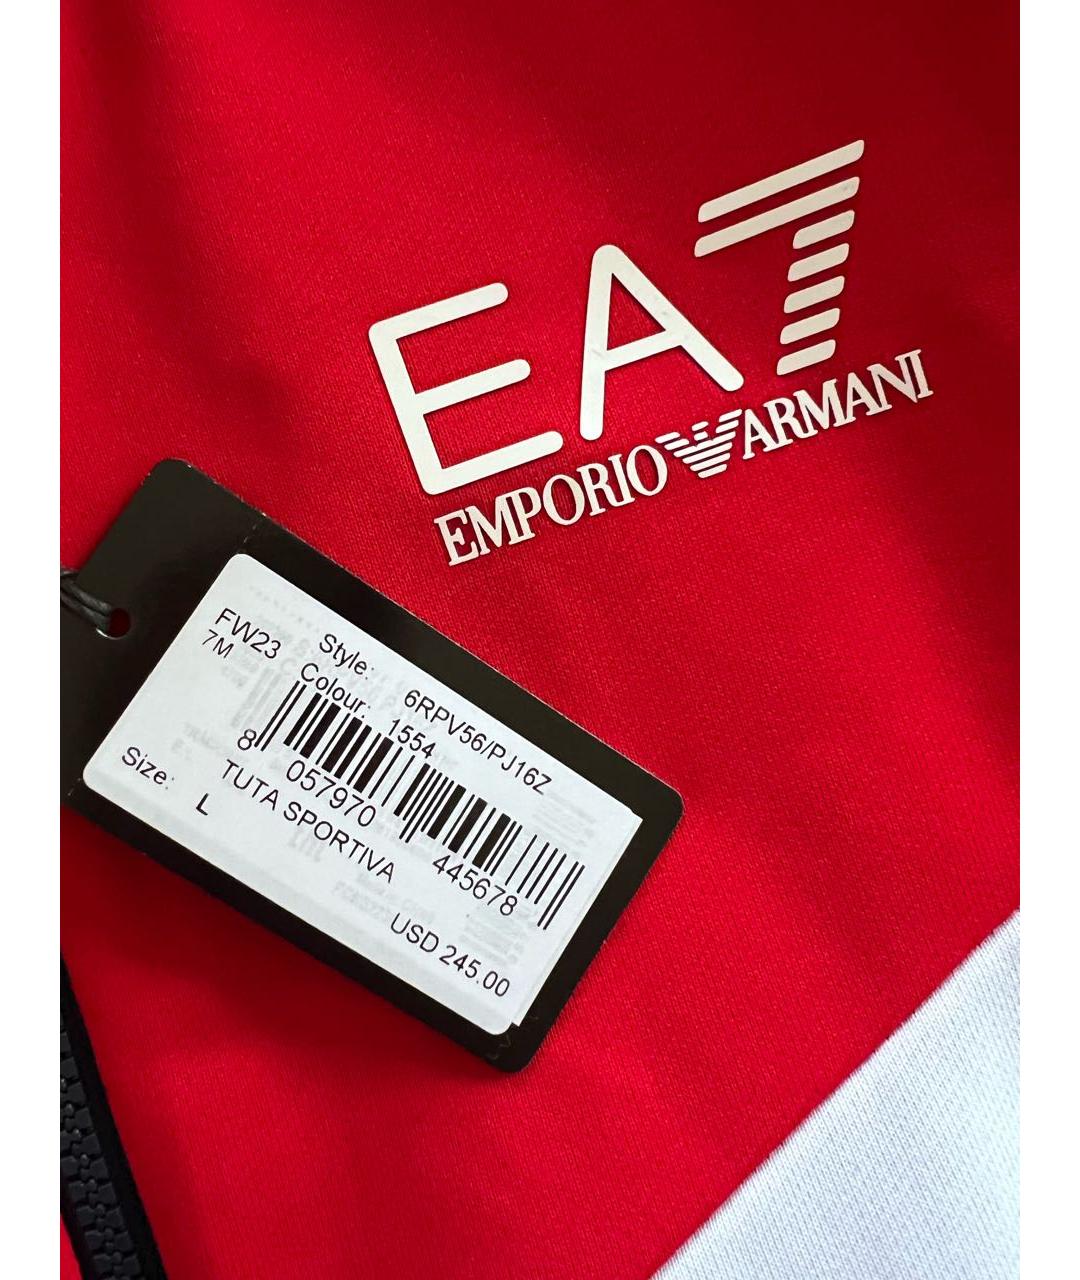 EA7
EMPORIO ARMANI
FW23 Style: 6RPV56/PJ16Z
7M Colour: 1554
8 057970 445678
TUTA SPORTIVA
Size: L
USD 245.00